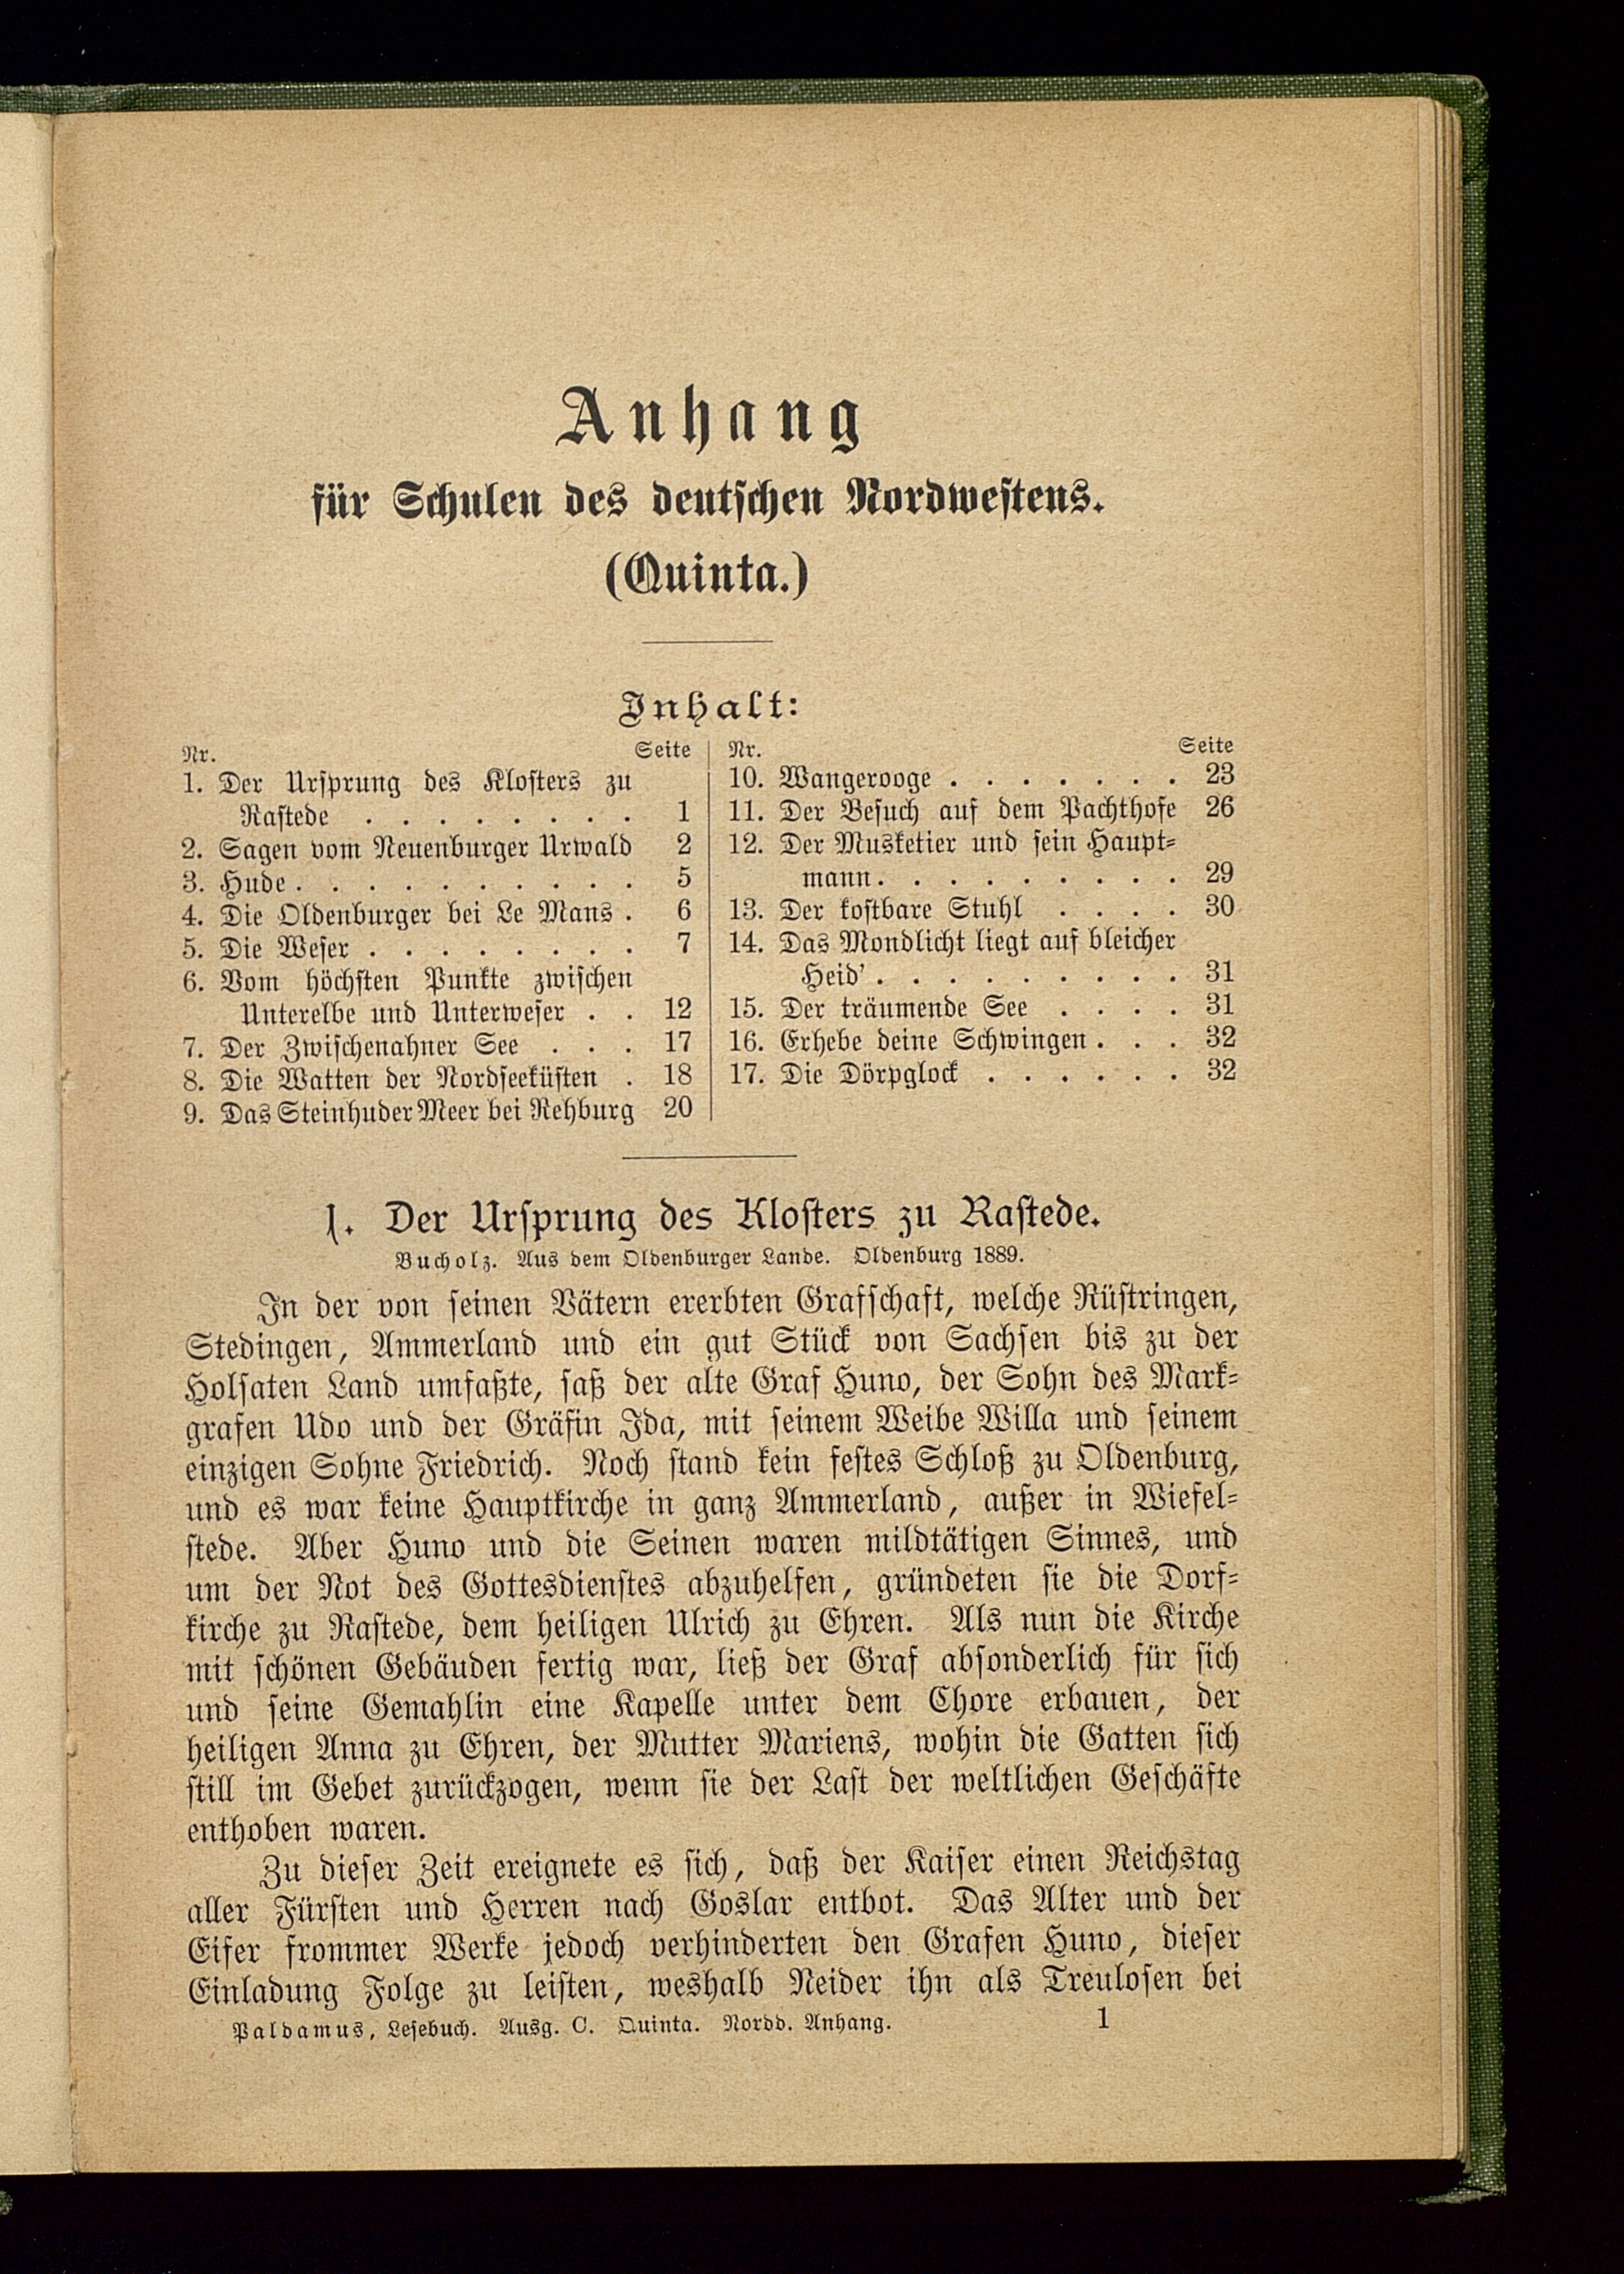 Anhang
für Schulen des deutschen Nordwestens.
(Quinta.)
Inhalt:
Nr. Seite
1. Der Ursprung des Klosters zu
Rastede . . . . . . . . 1
2. Sagen vom Neuenburger Urwald 2
3. Hude . . . . . . . . . . 5
4. Die Oldenburger bei Le Mans . 6
5. Die Weser . . . . . . . . 7
6. Vom höchsten Punkte zwischen
Unterelbe und Unterweser . . 12
7. Der Zwischenahner See . . . 17
8. Die Watten der Nordseeküsten . 18
9. Das Steinhuder Meer bei Rehburg 20
Nr. Seite
10. Wangerooge . . . . . . . 23
11. Der Besuch auf dem Pachthofe 26
12. Der Musketier und sein Haupt-
mann . . . . . . . . . 29
13. Der kostbare Stuhl . . . . 30
14. Das Mondlicht liegt auf bleicher
Heid' . . . . . . . . . 31
15. Der träumende See . . . . 31
16. Erhebe deine Schwingen . . . 32
17. Die Dörpglock . . . . . . 32
1. Der Ursprung des Klosters zu Rastede.
Bucholz. Aus dem Oldenburger Lande. Oldenburg 1889.
In der von seinen Vätern ererbten Grafschaft, welche Rüstringen,
Stedingen, Ammerland und ein gut Stück von Sachsen bis zu der
Holsaten Land umfaßte, saß der alte Graf Huno, der Sohn des Mark-
grafen Udo und der Gräfin Ida, mit seinem Weibe Willa und seinem
einzigen Sohne Friedrich. Noch stand kein festes Schloß zu Oldenburg,
und es war keine Hauptkirche in ganz Ammerland, außer in Wiefel-
stede. Aber Huno und die Seinen waren mildtätigen Sinnes, und
um der Not des Gottesdienstes abzuhelfen, gründeten sie die Dorf-
kirche zu Rastede, dem heiligen Ulrich zu Ehren. Als nun die Kirche
mit schönen Gebäuden fertig war, ließ der Graf absonderlich für sich
und seine Gemahlin eine Kapelle unter dem Chore erbauen, der
heiligen Anna zu Ehren, der Mutter Mariens, wohin die Gatten sich
still im Gebet zurückzogen, wenn sie der Last der weltlichen Geschäfte
enthoben waren.
Zu dieser Zeit ereignete es sich, daß der Kaiser einen Reichstag
aller Fürsten und Herren nach Goslar entbot. Das Alter und der
Eifer frommer Werke jedoch verhinderten den Grafen Huno, dieser
Einladung Folge zu leisten, weshalb Neider ihn als Treulosen bei
Paldamus, Lesebuch. Ausg. C. Quinta. Nordd. Anhang. 1